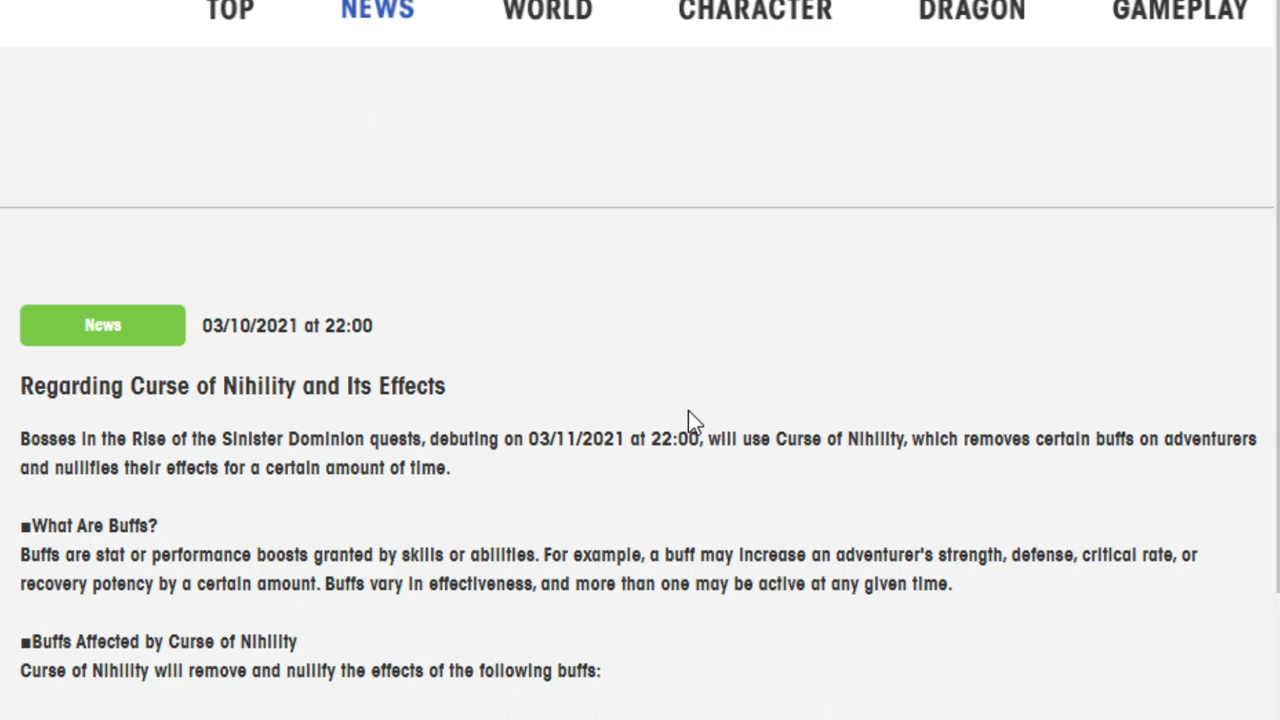 TOP NEWS WORLD CHARACTER DRAGON GAMEPLAY
News 03/10/2021 at 22:00
Regarding Curse of Nihility and Its Effects
Bosses in the Rise of the Sinister Dominion quests, debuting on 03/11/2021 at 22:00, will use Curse of Nihility, which removes certain buffs on adventurers
and nullifies their effects for a certain amount of time.
■What Are Buffs?
Buffs are stat or performance boosts granted by skills or abilities. For example, a buff may increase an adventurer's strength, defense, critical rate, or
recovery potency by a certain amount. Buffs vary in effectiveness, and more than one may be active at any given time.
■Buffs Affected by Curse of Nihility
Curse of Nihility will remove and nullify the effects of the following buffs: